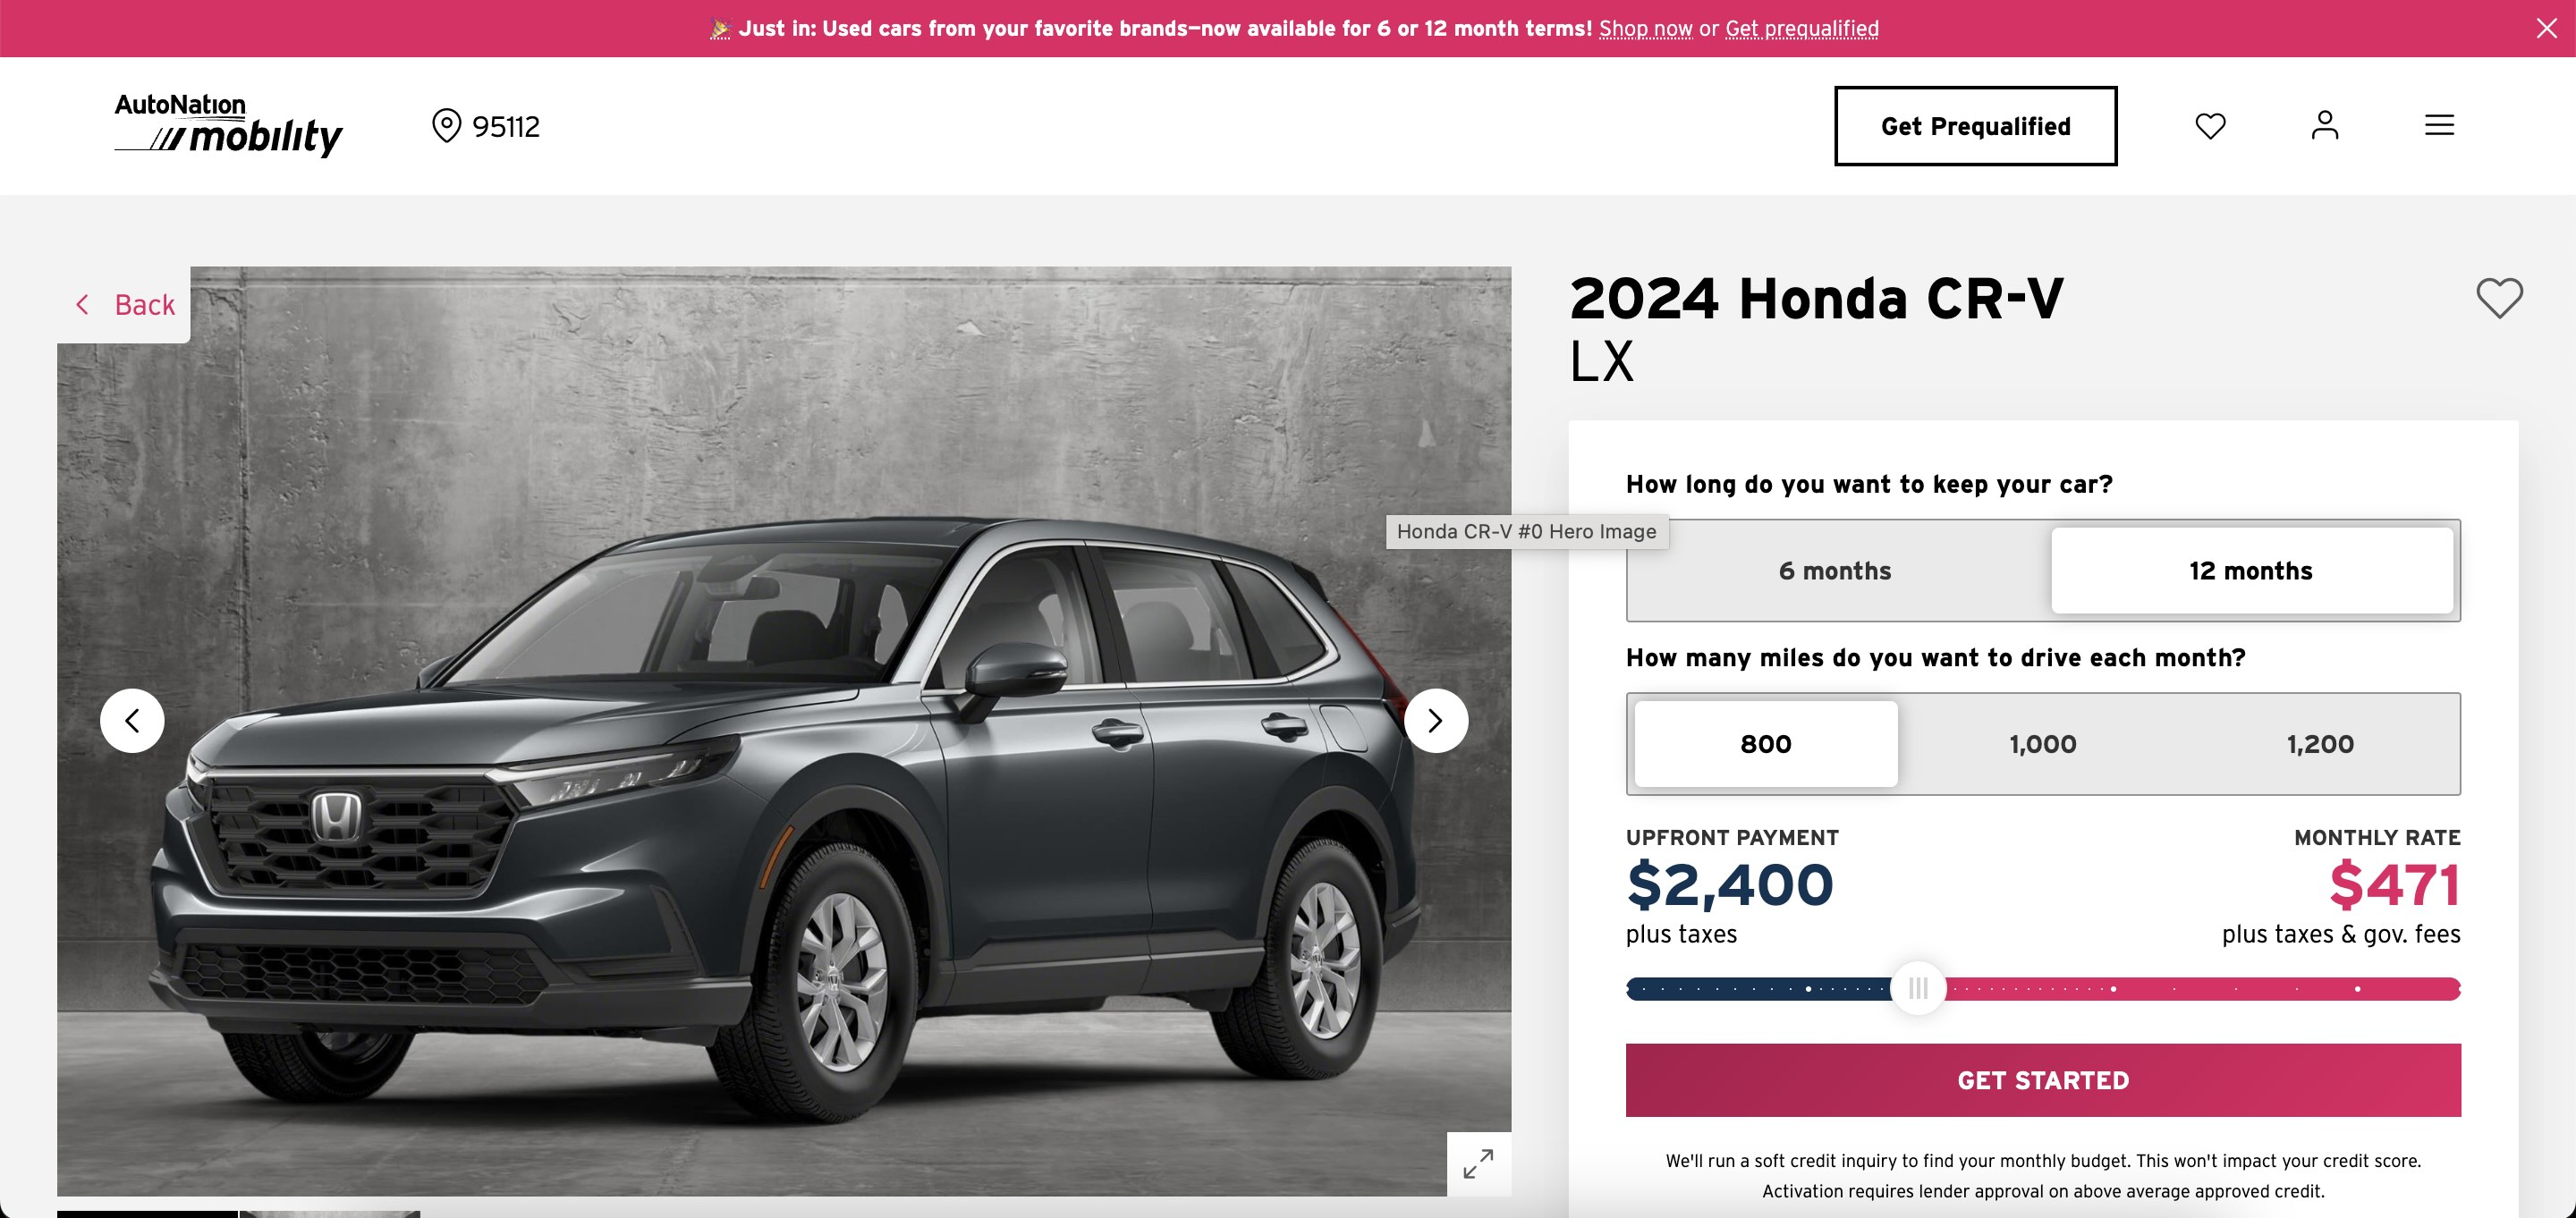 🎉 Just in: Used cars from your favorite brands—now available for 6 or 12 month terms! Shop now or Get prequalified
AutoNation
mobility
95112
Get Prequalified
Back
2024 Honda CR-V
LX
How long do you want to keep your car?
Honda CR-V #0 Hero Image
6 months
12 months
How many miles do you want to drive each month?
800
1,000
1,200
UPFRONT PAYMENT
MONTHLY RATE
$2,400
$471
plus taxes
plus taxes & gov. fees
GET STARTED
We'll run a soft credit inquiry to find your monthly budget. This won't impact your credit score.
Activation requires lender approval on above average approved credit.